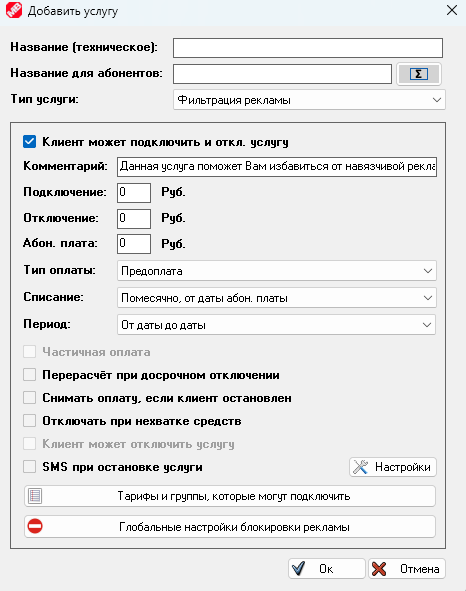 Добавить услугу
Название (техническое):
Название для абонентов: Σ
Тип услуги: Фильтрация рекламы
Клиент может подключить и откл. услугу
Комментарий: Данная услуга поможет Вам избавиться от навязчивой рекла
Подключение: 0 Руб.
Отключение: 0 Руб.
Абон. плата: 0 Руб.
Тип оплаты: Предоплата
Списание: Помесячно, от даты абон. платы
Период: От даты до даты
Частичная оплата
Перерасчёт при досрочном отключении
Снимать оплату, если клиент остановлен
Отключать при нехватке средств
Клиент может отключить услугу
SMS при остановке услуги Настройки
Тарифы и группы, которые могут подключить
Глобальные настройки блокировки рекламы
Ок Отмена